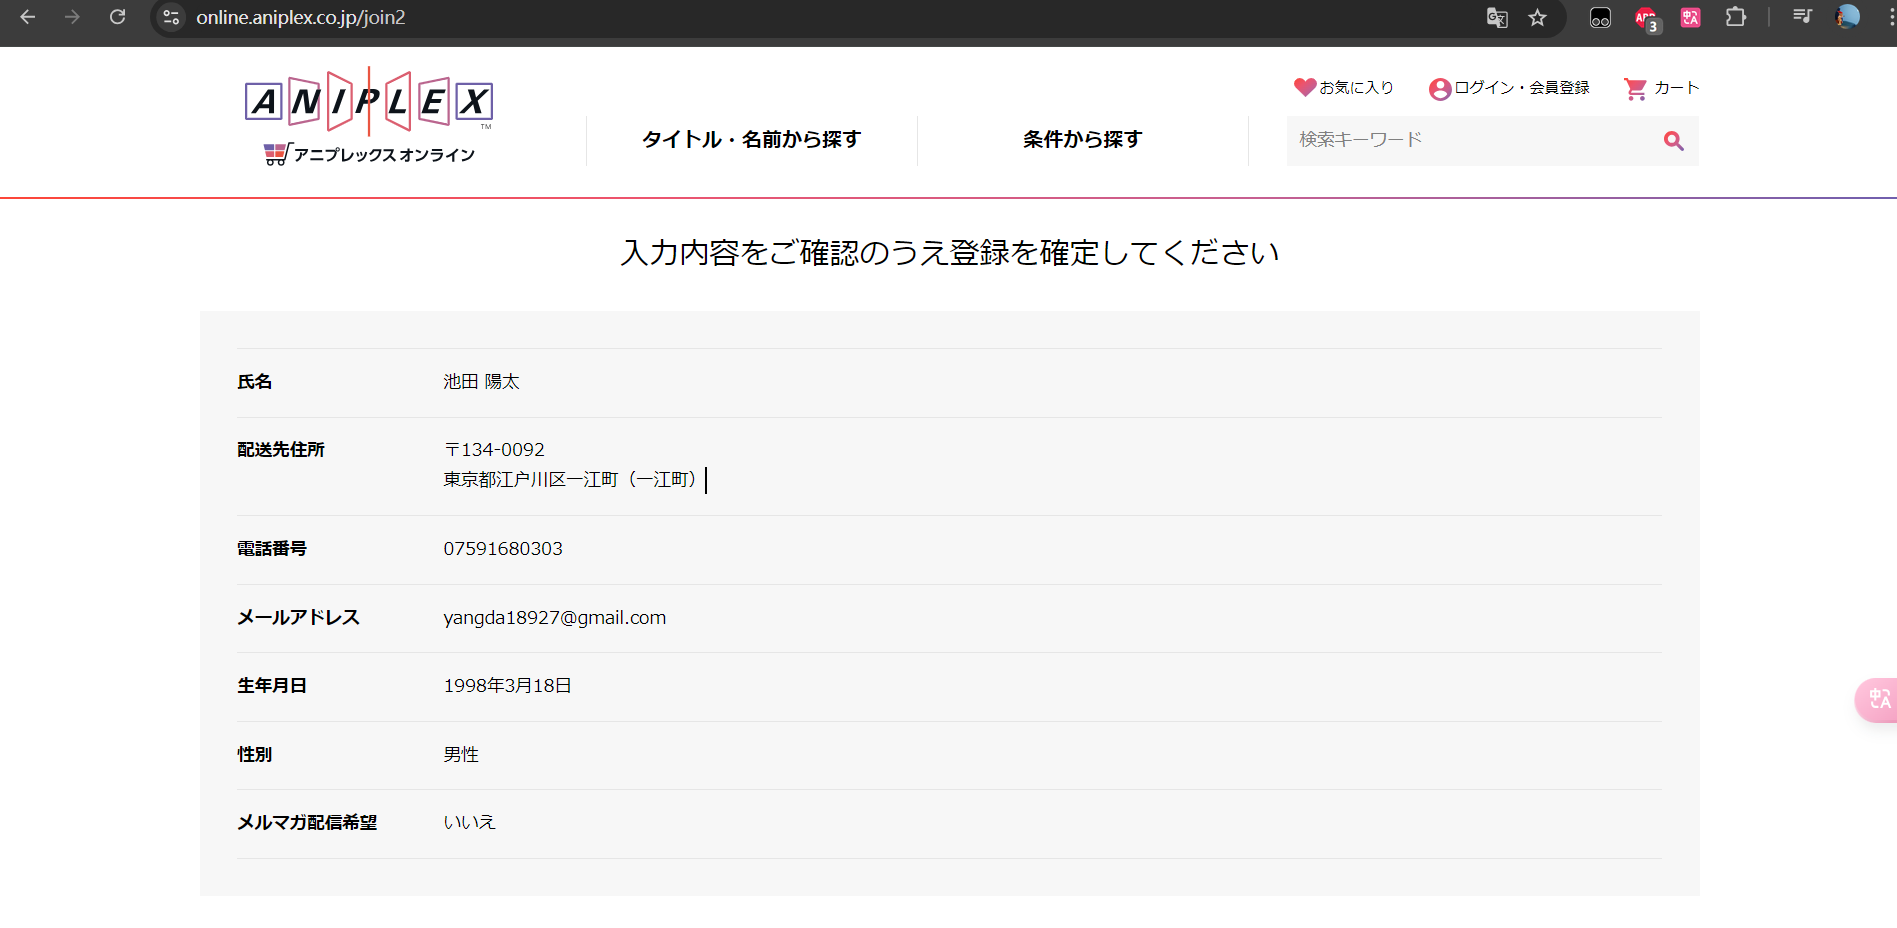 online.aniplex.co.jp/join2
3
ANIPLEX
TM
アニプレックス オンライン
お気に入り
ログイン・会員登録
カート
タイトル・名前から探す
条件から探す
検索キーワード
入力内容をご確認のうえ登録を確定してください
氏名
池田 陽太
配送先住所
〒134-0092
東京都江户川区一江町（一江町）
電話番号
07591680303
メールアドレス
yangda18927@gmail.com
生年月日
1998年3月18日
性別
男性
メルマガ配信希望
いいえ